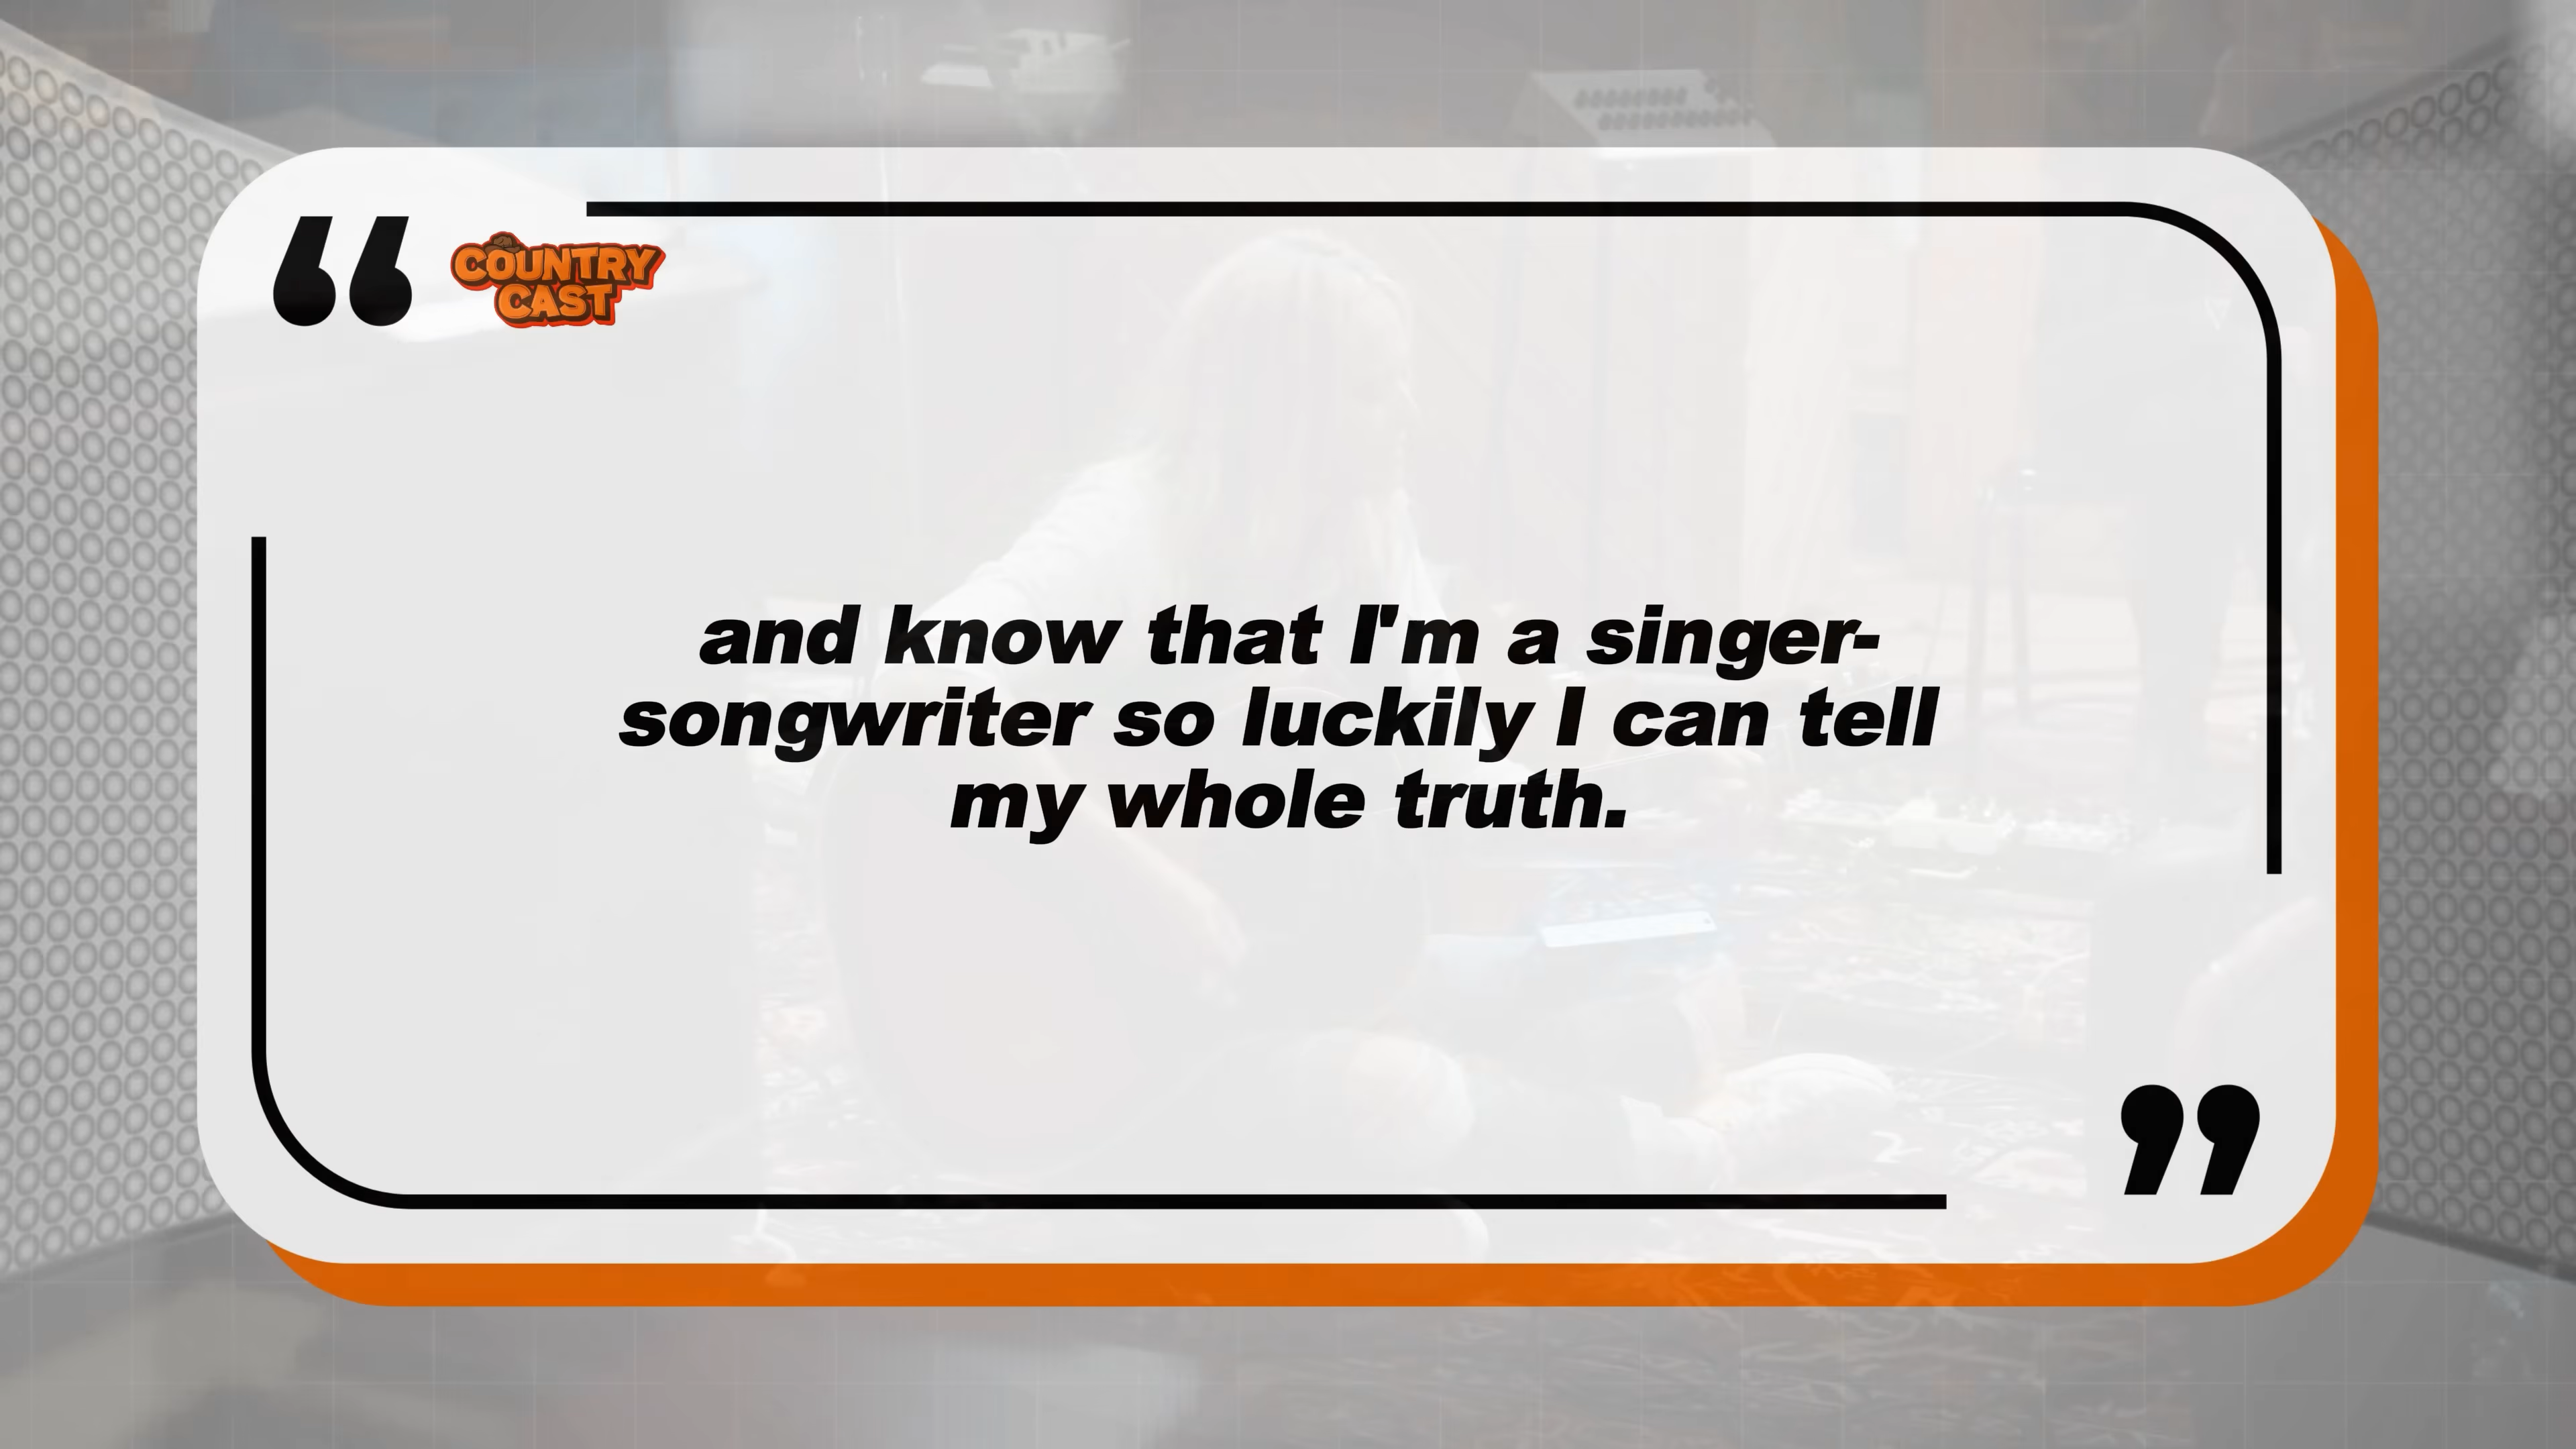 COUNTRY
CAST
and know that I'm a singer-
songwriter so luckily I can tell
my whole truth.